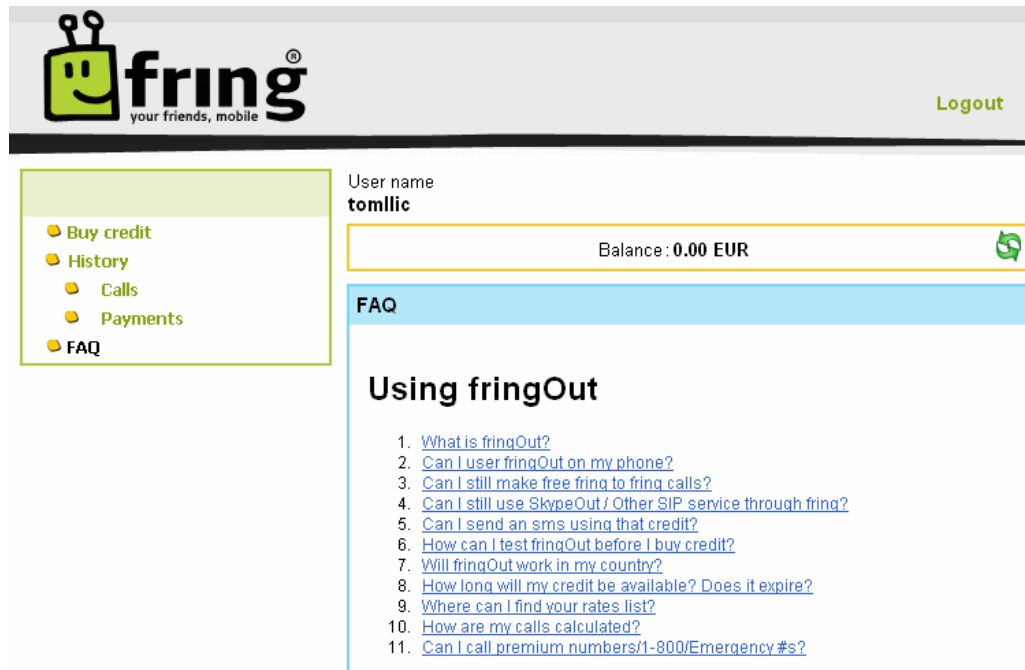 fring®
your friends, mobile
Logout
Buy credit
History
Calls
Payments
FAQ
User name
tomllic
Balance: 0.00 EUR
FAQ
Using fringOut
1. What is fringOut?
2. Can I user fringOut on my phone?
3. Can I still make free fring to fring calls?
4. Can I still use SkypeOut / Other SIP service through fring?
5. Can I send an sms using that credit?
6. How can I test fringOut before I buy credit?
7. Will fringOut work in my country?
8. How long will my credit be available? Does it expire?
9. Where can I find your rates list?
10. How are my calls calculated?
11. Can I call premium numbers/1-800/Emergency #s?